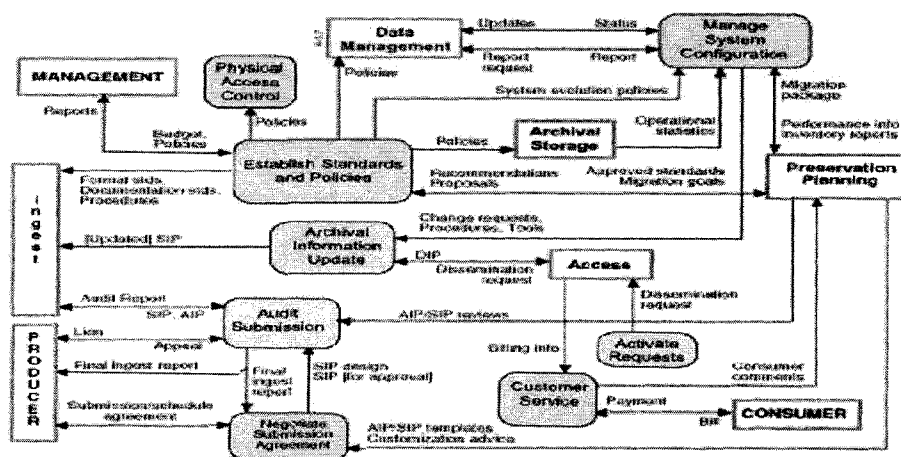 Updates
Status
Data
Management
Manage
System
Configuration
Report
request
Report
Physical
Access
Control
MANAGEMENT
Policies
Reports
Policies
System evolution policies
Migration
package
Operational
statistics
Performance info
Inventory reports
Budget,
Policies
Policies
Archival
Storage
Establish Standards
and Policies
Recommendations
Proposals
Approved standards
Migration goals
Preservation
Planning
Format stds.
Documentation stds.
Procedures
Ingest
Change requests,
Procedures, Tools
[Updated] SIP
Archival
Information
Update
DIP
Dissemination
request
Access
Audit Report
SIP, AIP
Audit
Submission
AIP/SIP reviews
Dissemination
request
PRODUCER
Lien
Appeal
Billing info
Activate
Requests
Final ingest report
Final
ingest
report
SIP design
SIP [for approval]
Customer
Service
Consumer
comments
Submission/schedule
agreement
Payment
Bill
CONSUMER
Negotiate
Submission
Agreement
AIP/SIP templates
Customization advice